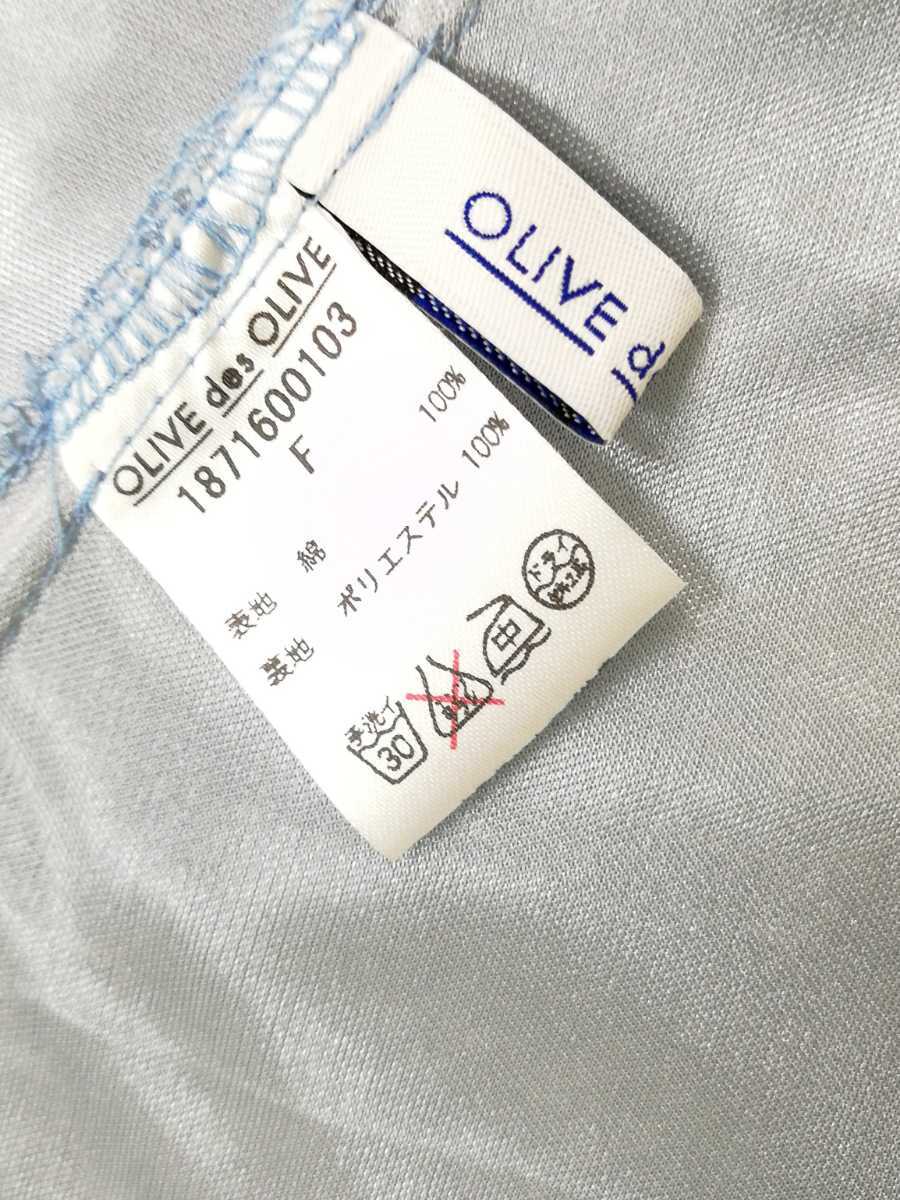 OLIVE d
OLIVE des OLIVE
1871600103
F
表地 綿 100%
裏地 ポリエステル 100%
手洗イ
30
中
ドライ